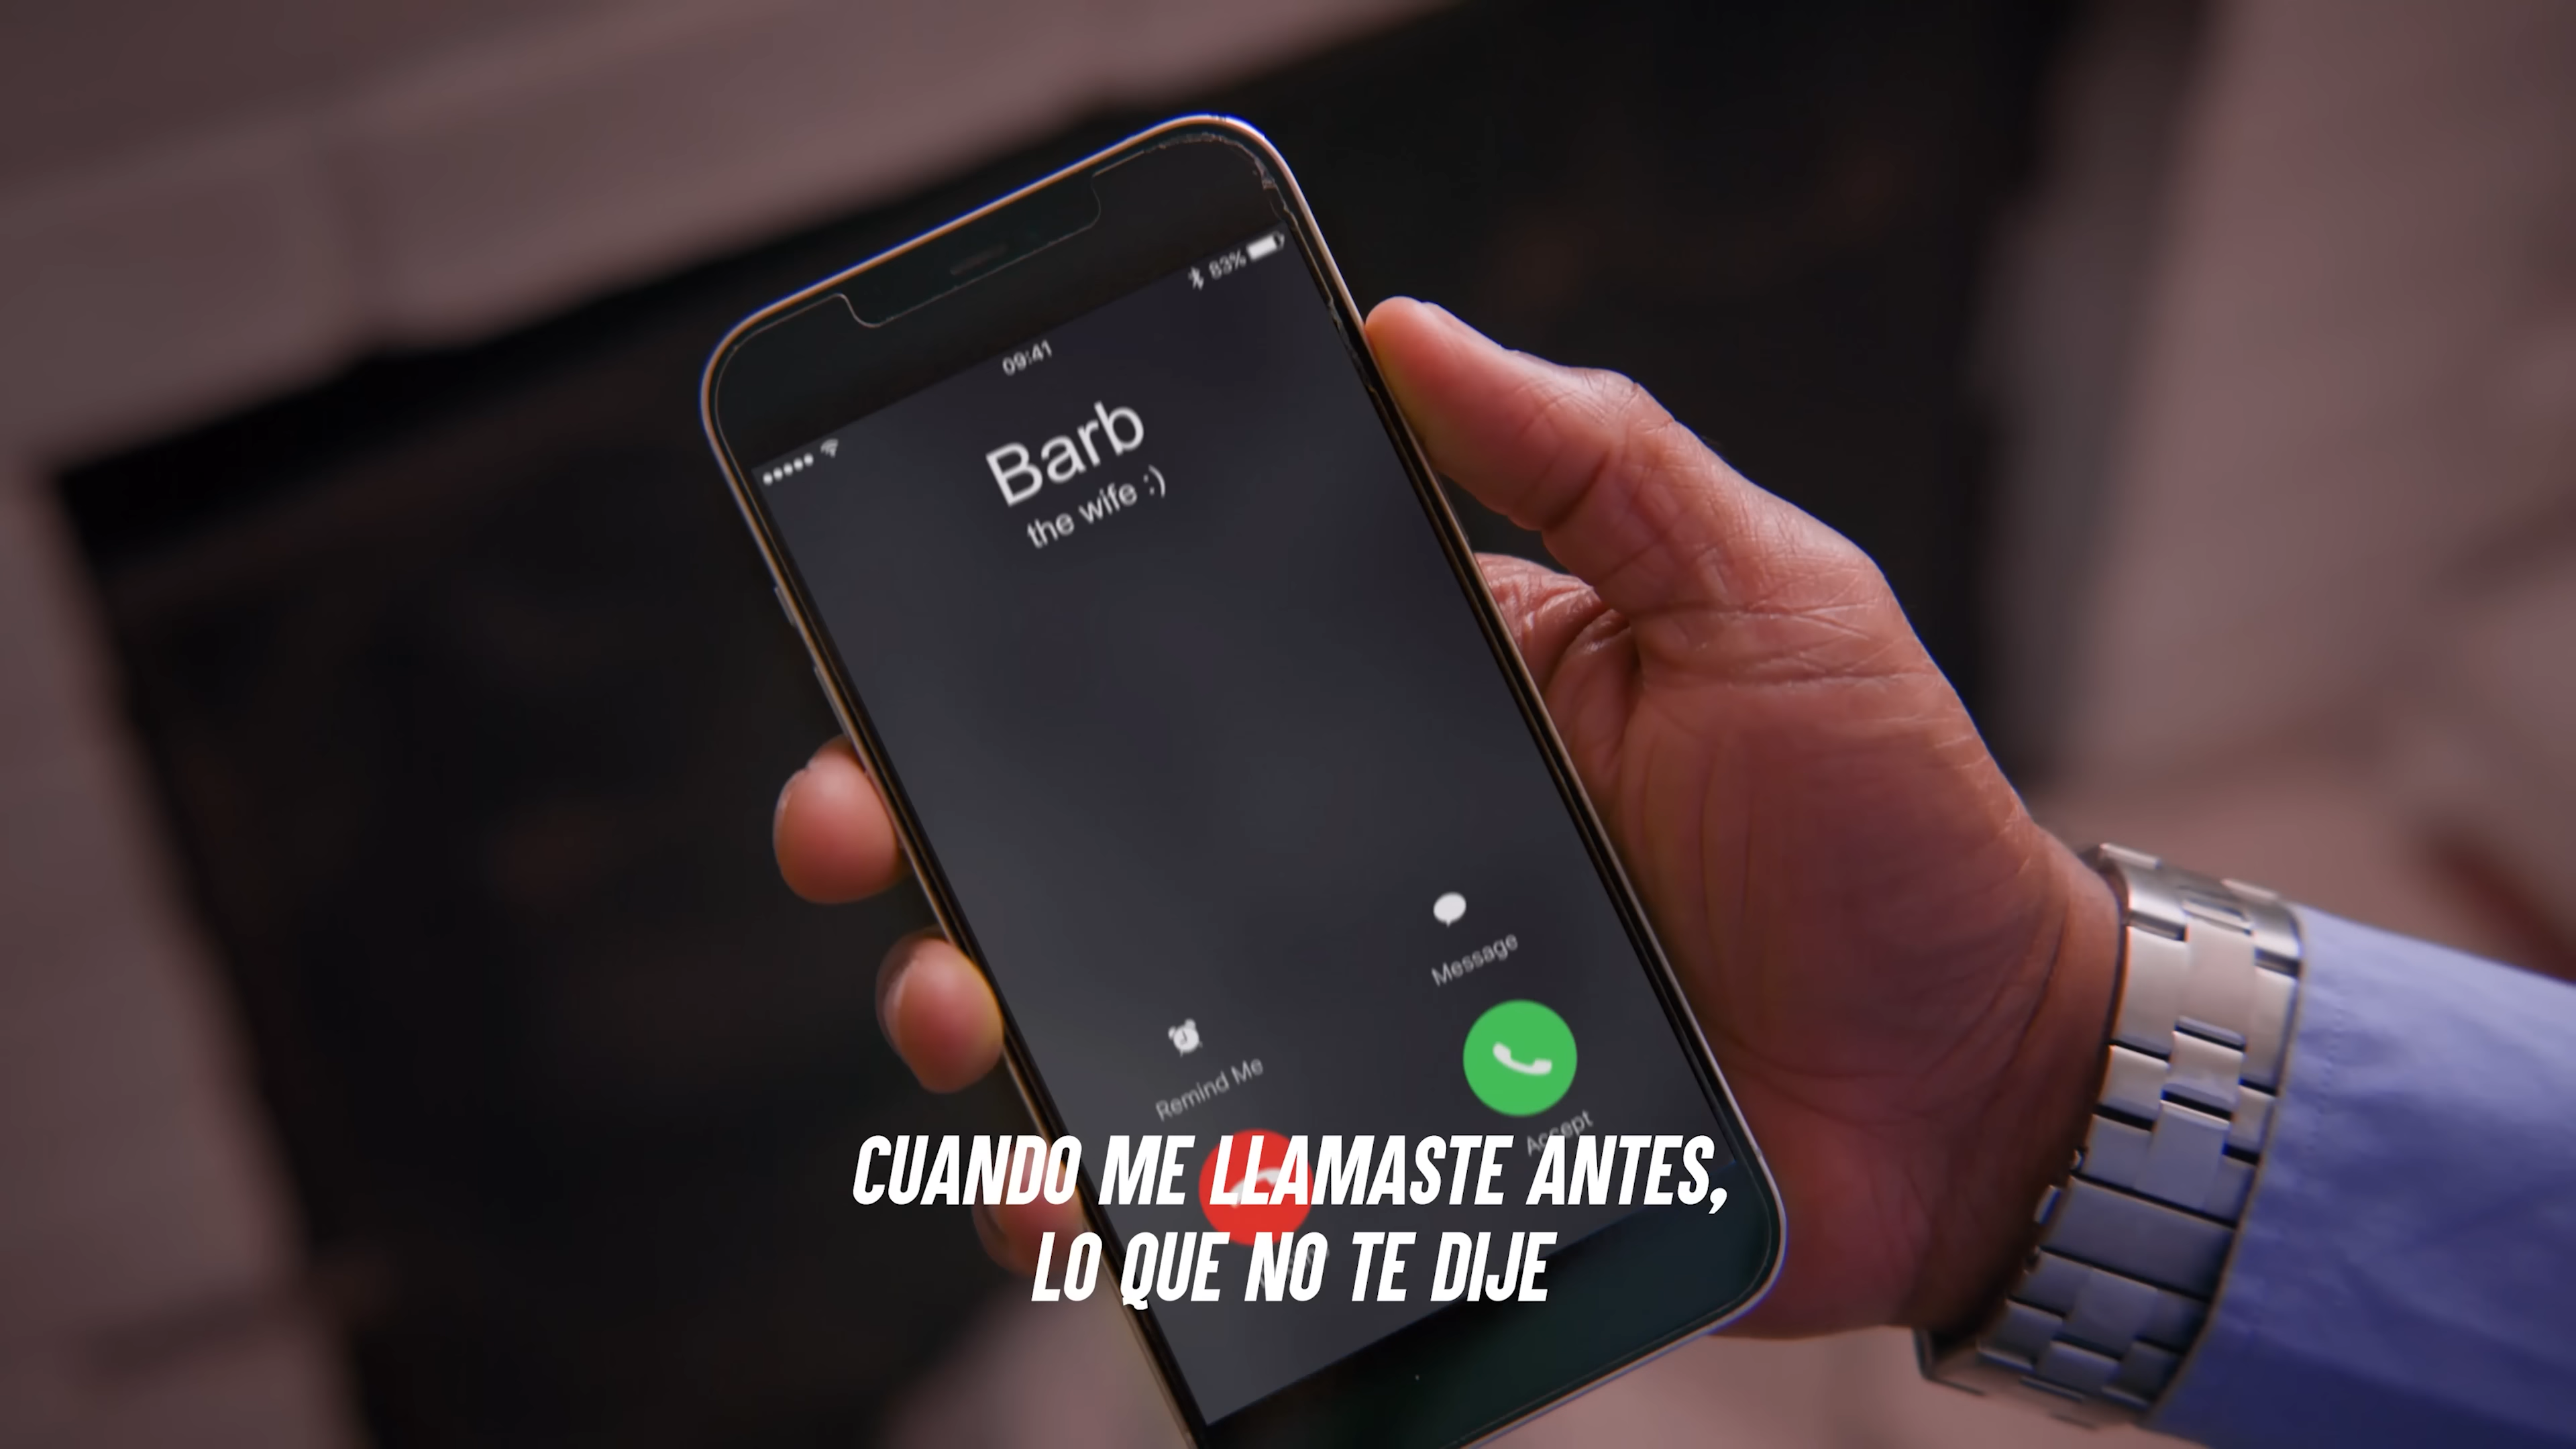 83%
09:41
Barb
the wife :)
Message
Remind Me
Accept
CUANDO ME LLAMASTE ANTES,
LO QUE NO TE DIJE